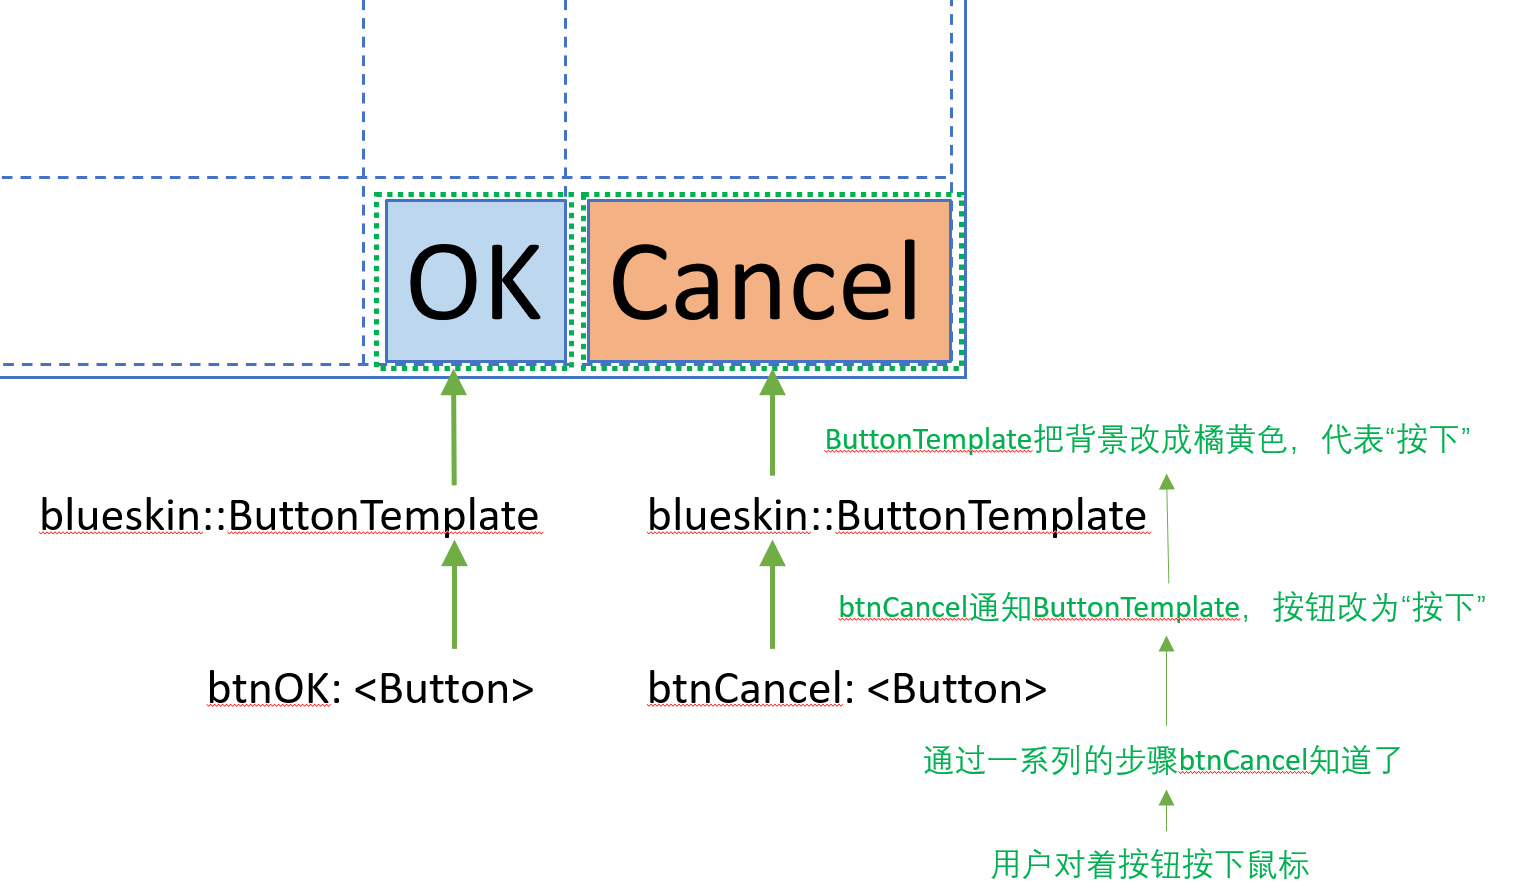 OK
Cancel
ButtonTemplate把背景改成橘黄色，代表“按下”
blueskin::ButtonTemplate
blueskin::ButtonTemplate
btnCancel通知ButtonTemplate，按钮改为“按下”
btnOK: <Button>
btnCancel: <Button>
通过一系列的步骤btnCancel知道了
用户对着按钮按下鼠标